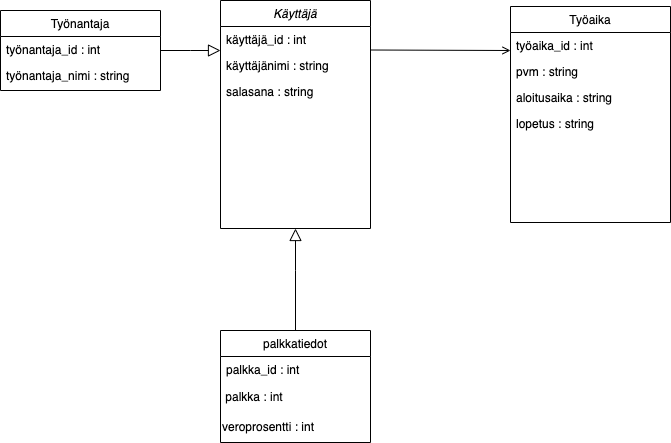 Työnantaja
työnantaja_id : int
työnantaja_nimi : string
Käyttäjä
käyttäjä_id : int
käyttäjänimi : string
salasana : string
Työaika
työaika_id : int
pvm : string
aloitusaika : string
lopetus : string
palkkatiedot
palkka_id : int
palkka : int
veroprosentti : int